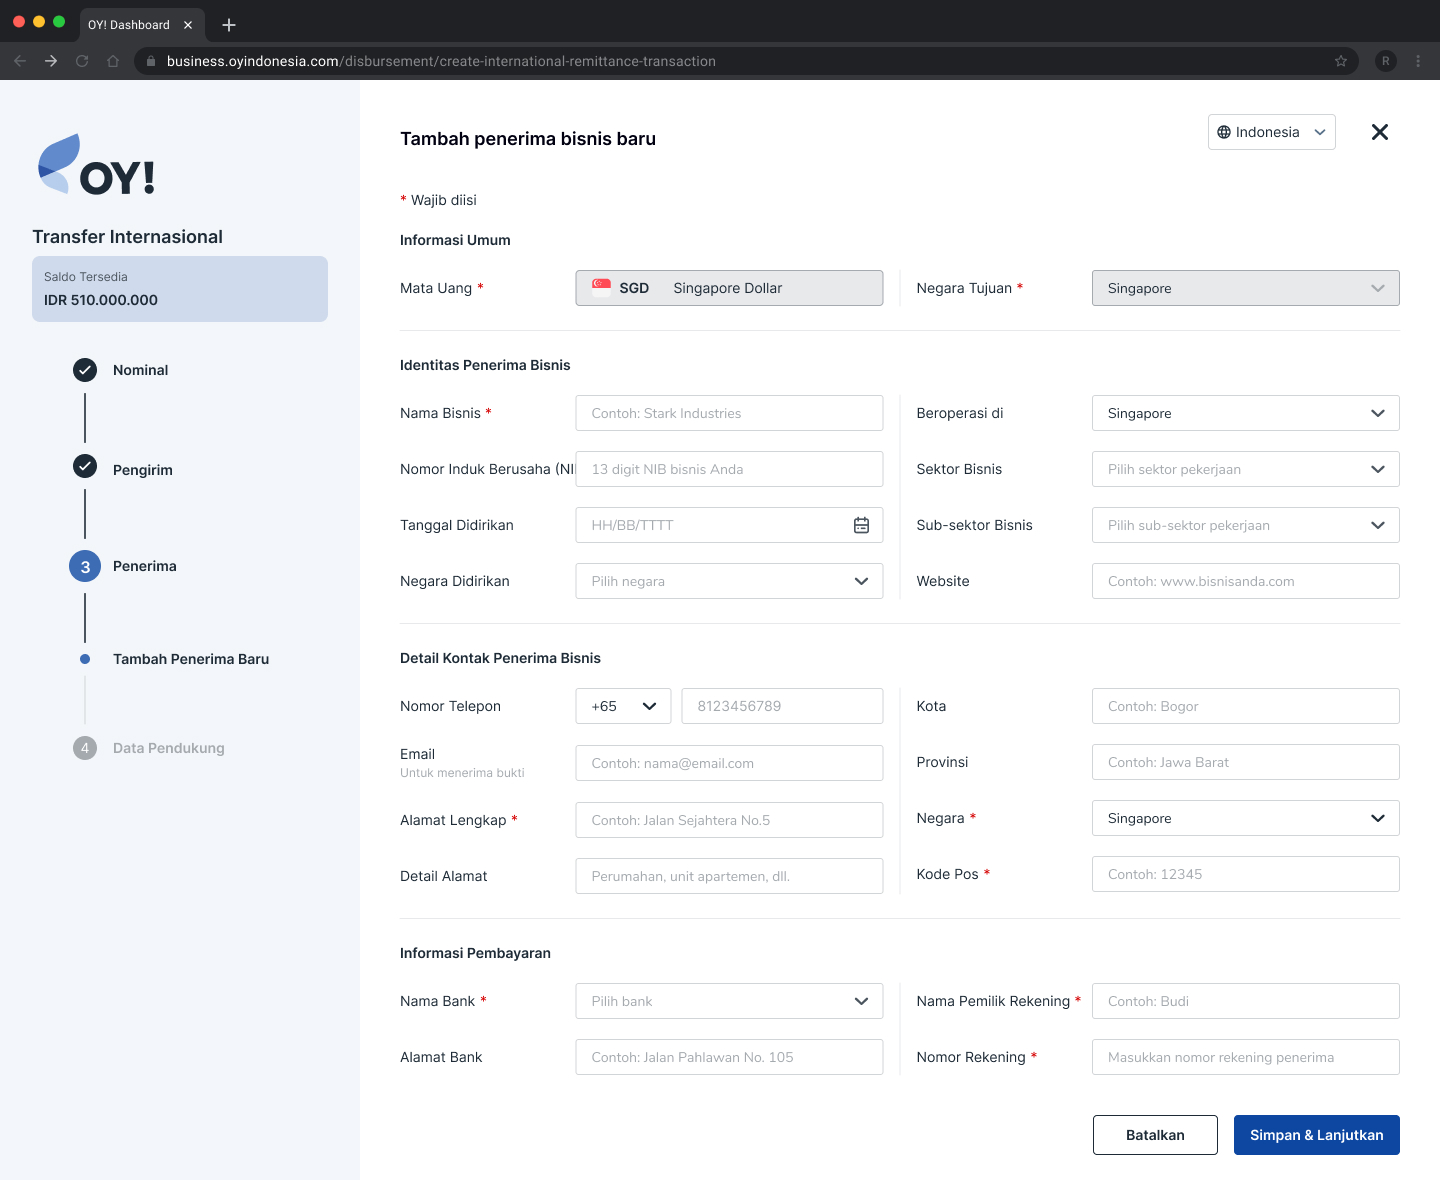 OY! Dashboard
business.oyindonesia.com/disbursement/create-international-remittance-transaction
R
OY!
Transfer Internasional
Saldo Tersedia
IDR 510.000.000
Nominal
Pengirim
3 Penerima
Tambah Penerima Baru
4 Data Pendukung
Tambah penerima bisnis baru
Indonesia
* Wajib diisi
Informasi Umum
Mata Uang * SGD Singapore Dollar
Negara Tujuan * Singapore
Identitas Penerima Bisnis
Nama Bisnis * Contoh: Stark Industries
Beroperasi di Singapore
Nomor Induk Berusaha (NI 13 digit NIB bisnis Anda
Sektor Bisnis Pilih sektor pekerjaan
Tanggal Didirikan HH/BB/TTTT
Sub-sektor Bisnis Pilih sub-sektor pekerjaan
Negara Didirikan Pilih negara
Website Contoh: www.bisnisanda.com
Detail Kontak Penerima Bisnis
Nomor Telepon +65 8123456789
Kota Contoh: Bogor
Email Contoh: nama@email.com
Untuk menerima bukti
Provinsi Contoh: Jawa Barat
Alamat Lengkap * Contoh: Jalan Sejahtera No.5
Negara * Singapore
Detail Alamat Perumahan, unit apartemen, dll.
Kode Pos * Contoh: 12345
Informasi Pembayaran
Nama Bank * Pilih bank
Nama Pemilik Rekening * Contoh: Budi
Alamat Bank Contoh: Jalan Pahlawan No. 105
Nomor Rekening * Masukkan nomor rekening penerima
Batalkan
Simpan & Lanjutkan